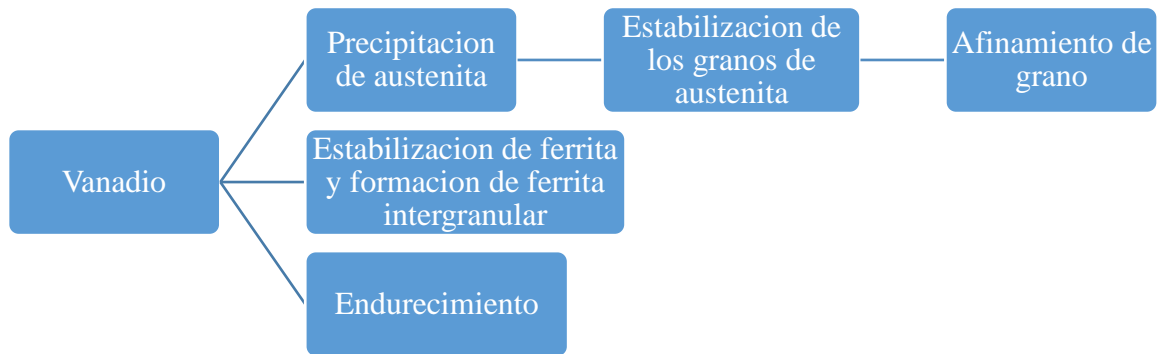 Vanadio
Precipitacion
de austenita
Estabilizacion de
los granos de
austenita
Afinamiento de
grano
Estabilizacion de ferrita
y formacion de ferrita
intergranular
Endurecimiento